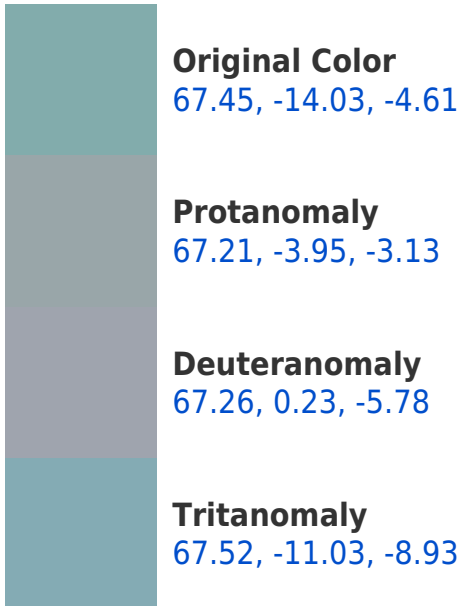 Original Color
67.45, -14.03, -4.61
Protanomaly
67.21, -3.95, -3.13
Deuteranomaly
67.26, 0.23, -5.78
Tritanomaly
67.52, -11.03, -8.93